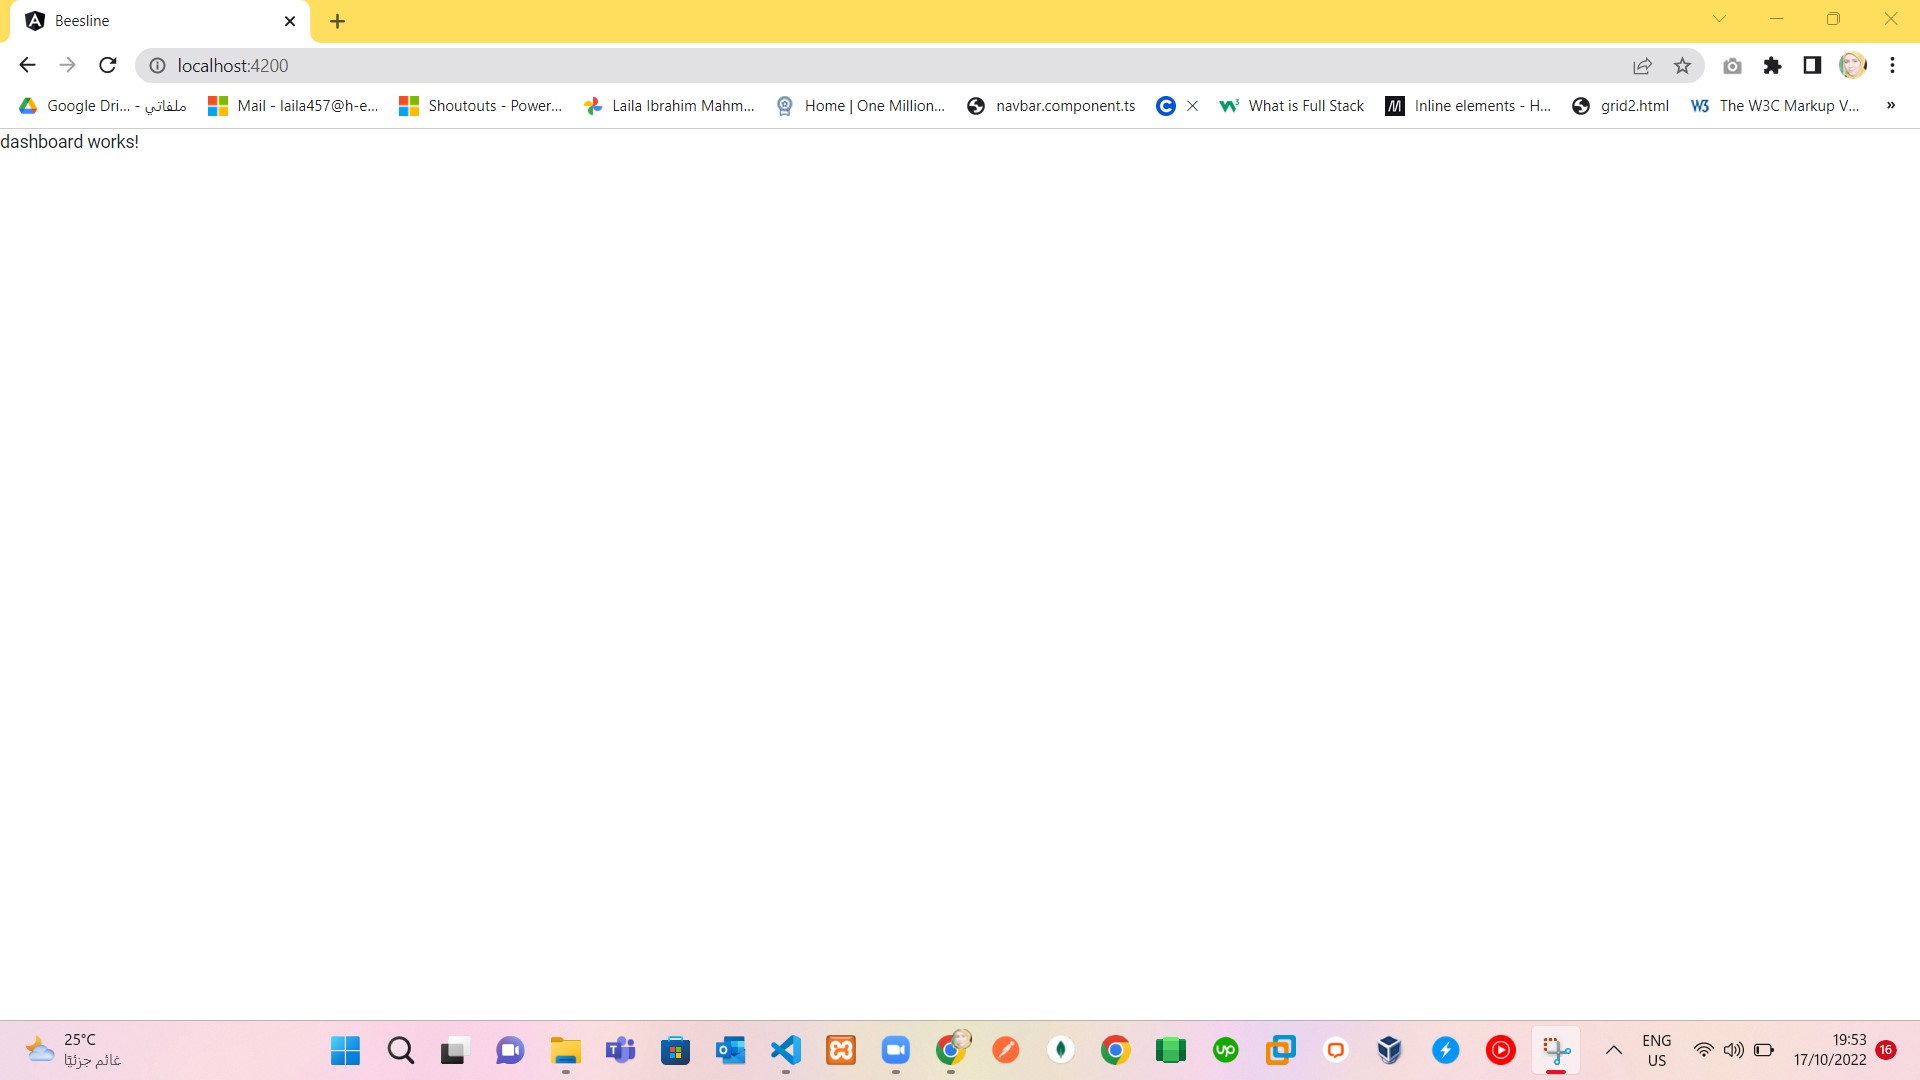 Beesline
localhost:4200
Google Dri... - ملفاتي
Mail - laila457@h-e...
Shoutouts - Power...
Laila Ibrahim Mahm...
Home | One Million...
navbar.component.ts
What is Full Stack
Inline elements - H...
grid2.html
The W3C Markup V...
»
dashboard works!
25°C
غائم جزئيًا
ENG
US
19:53
17/10/2022
16